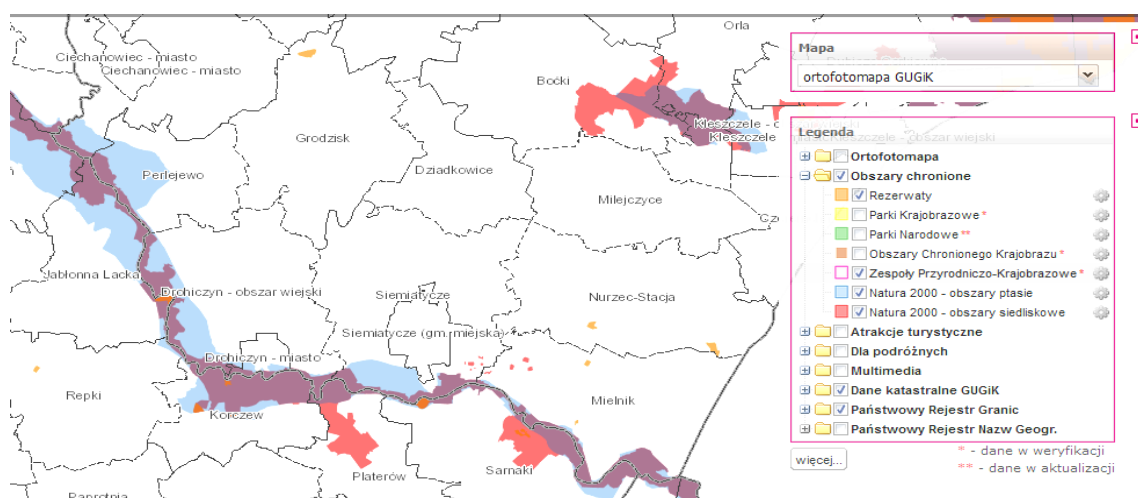 Orla
Ciechanowiec - miasto
Ciechanowiec - miasto
Boćki
Grodzisk
Kleszczele - o
Kleszczele
Perlejewo
Dziadkowice
Milejczyce
Jabłonna Lacka
Drohiczyn - obszar wiejski
Siemiatycze
Nurzec-Stacja
Siemiatycze (gm. miejska)
Drohiczyn - miasto
Repki
Mielnik
Korczew
Platerów
Sarnaki
Paprotnia
Mapa
ortofotomapa GUGiK
Legenda
Kleszczele - obszar wiejski
Ortofotomapa
Obszary chronione
Rezerwaty
Parki Krajobrazowe *
Parki Narodowe **
Obszary Chronionego Krajobrazu *
Zespoły Przyrodniczo-Krajobrazowe *
Natura 2000 - obszary ptasie
Natura 2000 - obszary siedliskowe
Atrakcje turystyczne
Dla podróżnych
Multimedia
Dane katastralne GUGiK
Państwowy Rejestr Granic
Państwowy Rejestr Nazw Geogr.
więcej...
* - dane w weryfikacji
** - dane w aktualizacji